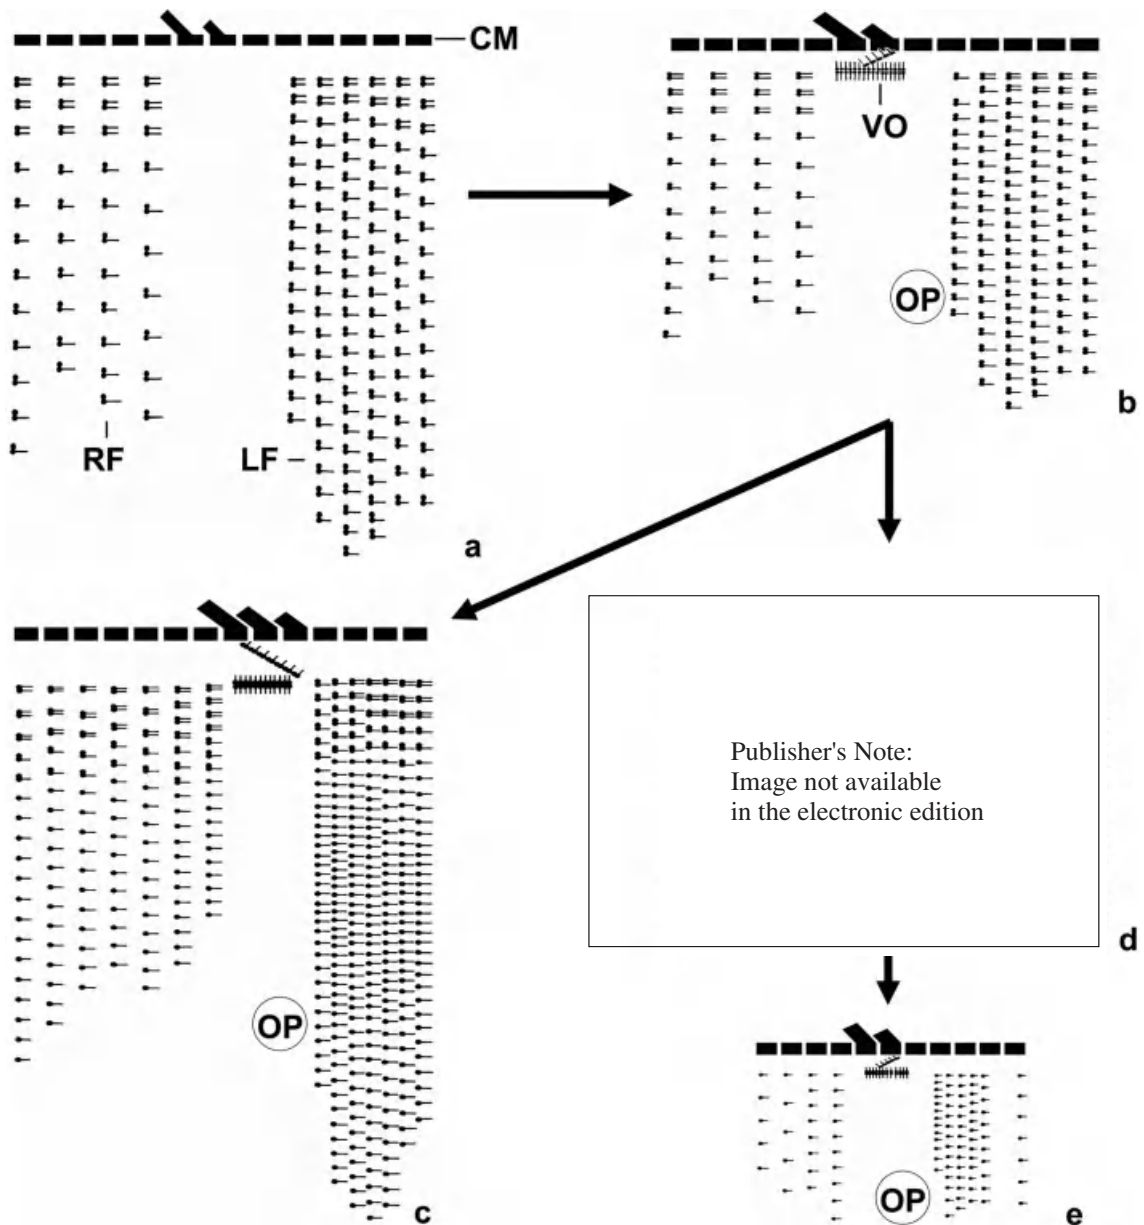 CM
VO
OP
b
RF
LF
a
Publisher's Note:
Image not available
in the electronic edition
d
OP
c
OP
e